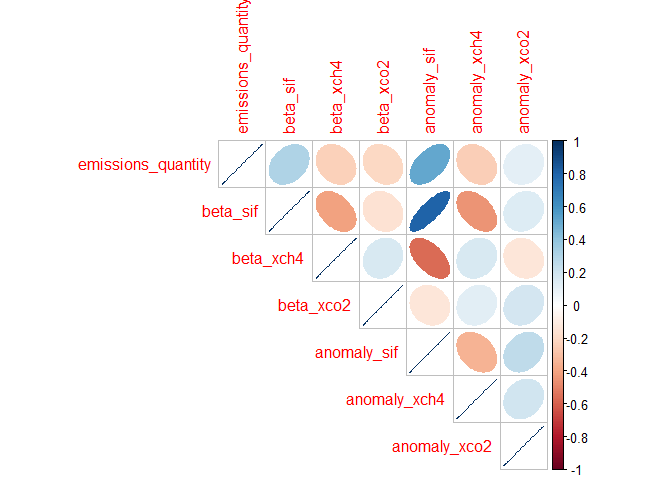 emissions_quantity
beta_sif
beta_xch4
beta_xco2
anomaly_sif
anomaly_xch4
anomaly_xco2
emissions_quantity
beta_sif
beta_xch4
beta_xco2
anomaly_sif
anomaly_xch4
anomaly_xco2
1
0.8
0.6
0.4
0.2
0
-0.2
-0.4
-0.6
-0.8
-1